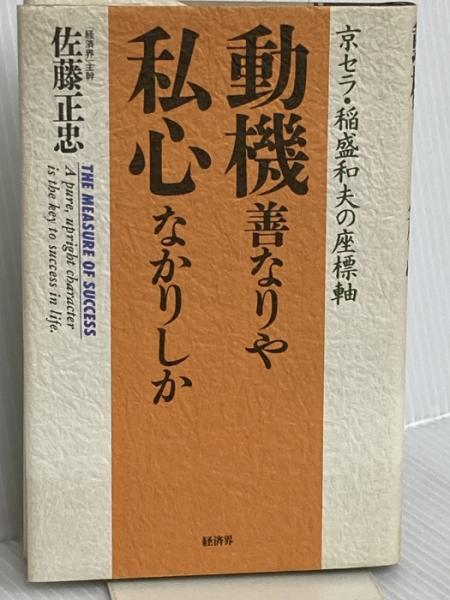 京セラ・稲盛和夫の座標軸
動機善なりや
私心なかりしか
「経済界」主幹
佐藤正忠
THE MEASURE OF SUCCESS
A pure, upright character
is the key to success in life.
経済界